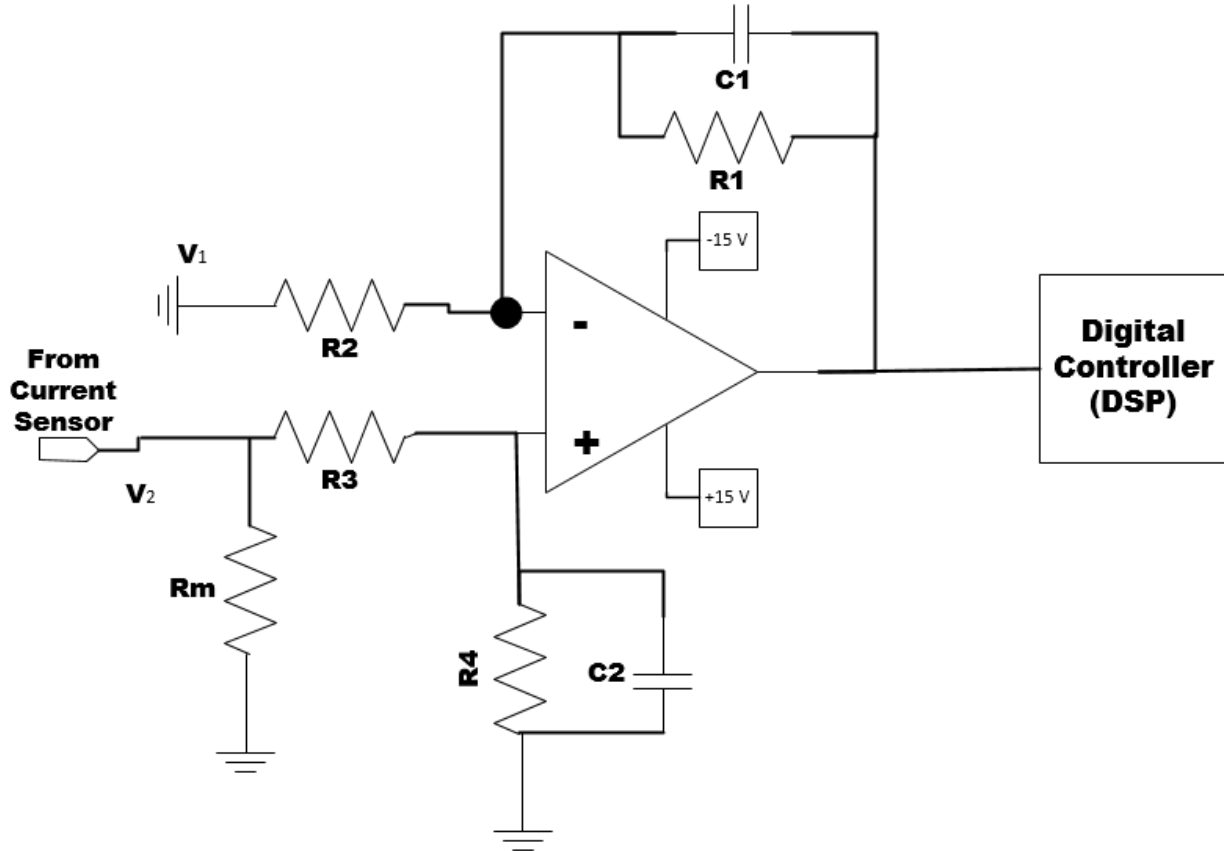 C1
R1
-15 V
V1
R2
-
Digital
Controller
(DSP)
From
Current
Sensor
+
R3
V2
+15 V
Rm
R4
C2